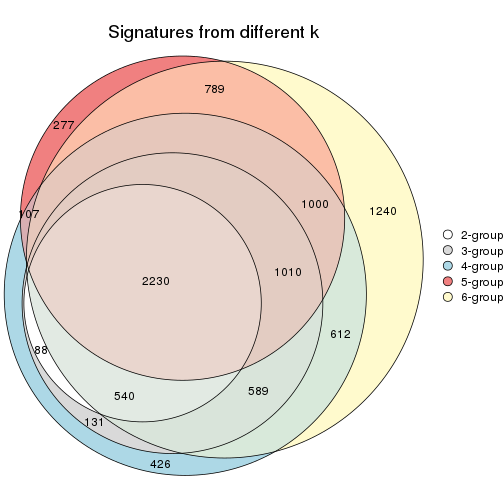 Signatures from different k
789
277
1000
107
1240
2230
1010
612
88
540
589
131
426
2-group
3-group
4-group
5-group
6-group